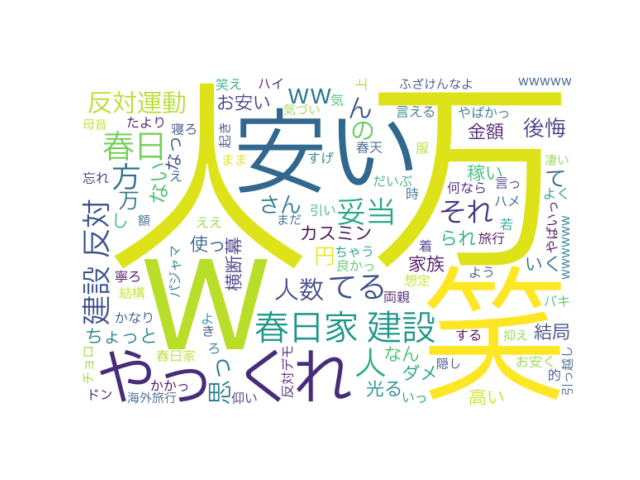 笑え
ハイ
上
ふざけんなよ
wwwww
反対運動
お安い
ww
気
言える
やばかっ
母音
たより
気づい
ん
の
金額
後悔
春日
寝ろ
なっ
起き
すげ
春天
服
忘れ
え
まま
だいぶ
時
何なら
稼い
言っ
凄い
ない
方
人
安い
万
さん
妥当
それ
ハメ
て
よく
し
万
額
ええ
まだ
引い
カスミン
られ
旅行
若
っぱや
建設 反対
パジャマ
使っ
横断幕
円
ちゃう
良かっ
着
家族
よう
いく
wwwwww
寧ろ
結構
w
人数
てる
両親
想定
バキ
かなり
よ
き
春日家 建設
する
抑え
結局
ちょっと
ろ
人
なん
隠し
お安く
チョロ
春日家
思っ
反対デモ
光る
ダメ
的
引っ越し
ドン
かかっ
海外旅行
仰い
やっ
くれ
いっ
高い
笑